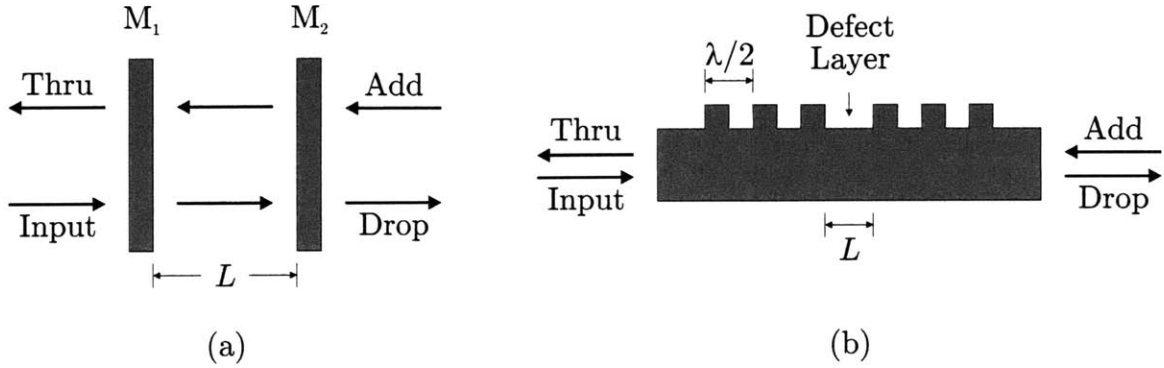 M₁
M₂
Thru
Add
Input
Drop
L
(a)
Defect
Layer
λ/2
Thru
Input
Add
Drop
L
(b)